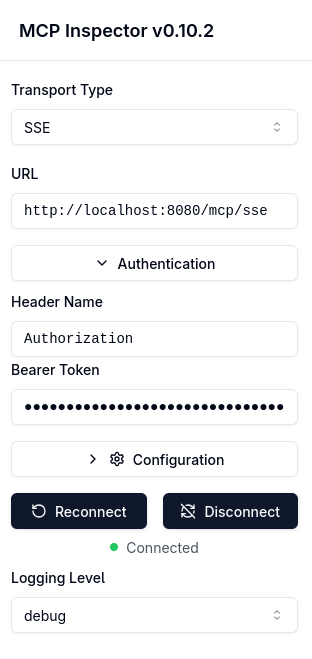 MCP Inspector v0.10.2
Transport Type
SSE
URL
http://localhost:8080/mcp/sse
Authentication
Header Name
Authorization
Bearer Token
•••••••••••••••••••••••••••••••
Configuration
Reconnect Disconnect
Connected
Logging Level
debug